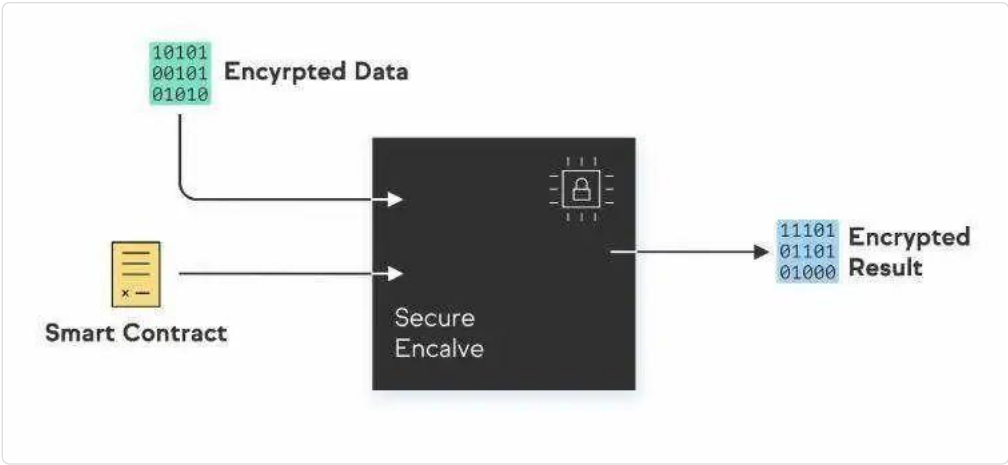 10101
00101
01010
Encyrpted Data
Smart Contract
x —
Secure
Encalve
11101
01101
01000
Encrypted
Result